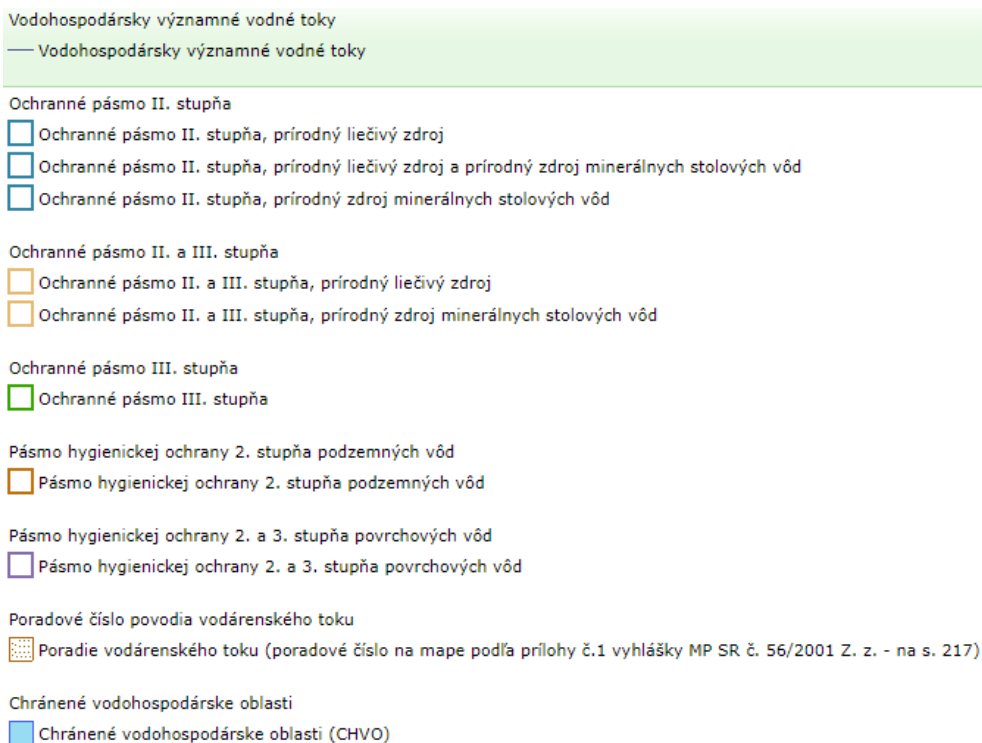 Vodohospodársky významné vodné toky
Vodohospodársky významné vodné toky
Ochranné pásmo II. stupňa
Ochranné pásmo II. stupňa, prírodný liečivý zdroj
Ochranné pásmo II. stupňa, prírodný liečivý zdroj a prírodný zdroj minerálnych stolových vôd
Ochranné pásmo II. stupňa, prírodný zdroj minerálnych stolových vôd
Ochranné pásmo II. a III. stupňa
Ochranné pásmo II. a III. stupňa, prírodný liečivý zdroj
Ochranné pásmo II. a III. stupňa, prírodný zdroj minerálnych stolových vôd
Ochranné pásmo III. stupňa
Ochranné pásmo III. stupňa
Pásmo hygienickej ochrany 2. stupňa podzemných vôd
Pásmo hygienickej ochrany 2. stupňa podzemných vôd
Pásmo hygienickej ochrany 2. a 3. stupňa povrchových vôd
Pásmo hygienickej ochrany 2. a 3. stupňa povrchových vôd
Poradové číslo povodia vodárenského toku
Poradie vodárenského toku (poradové číslo na mape podľa prílohy č.1 vyhlášky MP SR č. 56/2001 Z. z. - na s. 217)
Chránené vodohospodárske oblasti
Chránené vodohospodárske oblasti (CHVO)